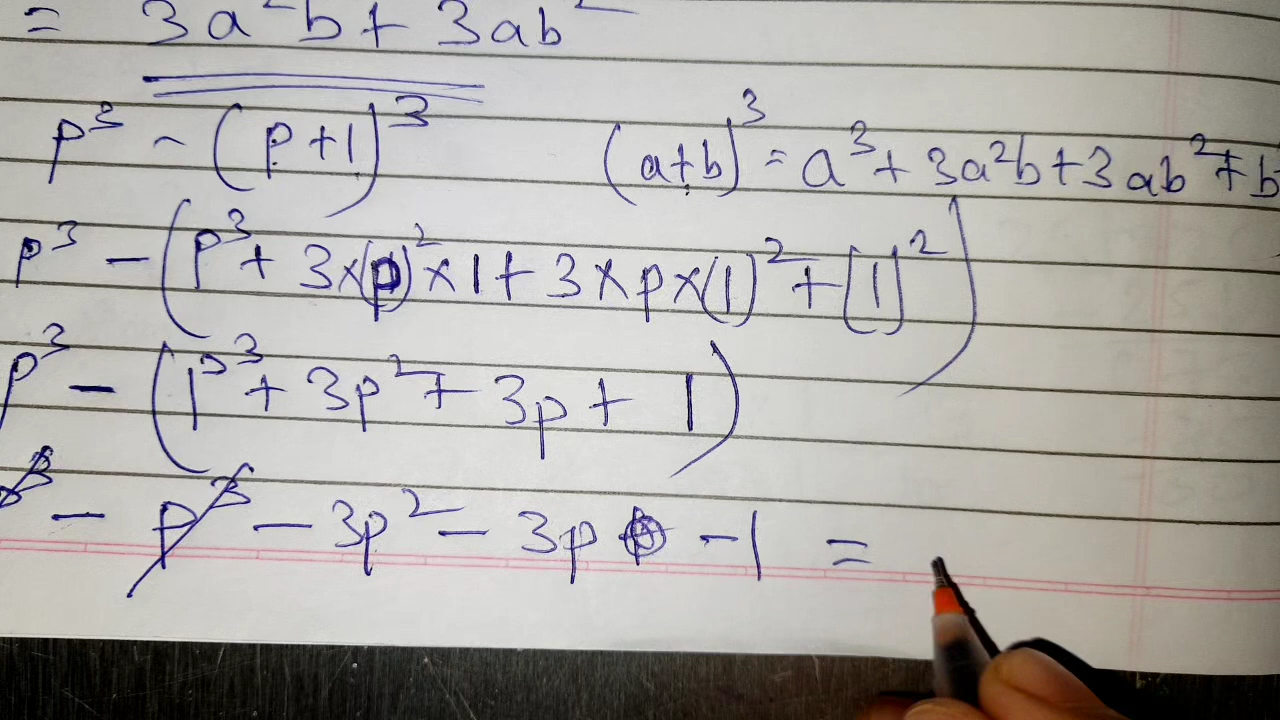 = 3a²b + 3ab²
p³ - (p+1)³ (a+b)³ = a³ + 3a²b + 3ab² + b
p³ - (p³ + 3×(p)²×1 + 3×p×(1)² + (1)²)
p³ - (p³ + 3p² + 3p + 1)
p³ - p³ - 3p² - 3p - 1 =